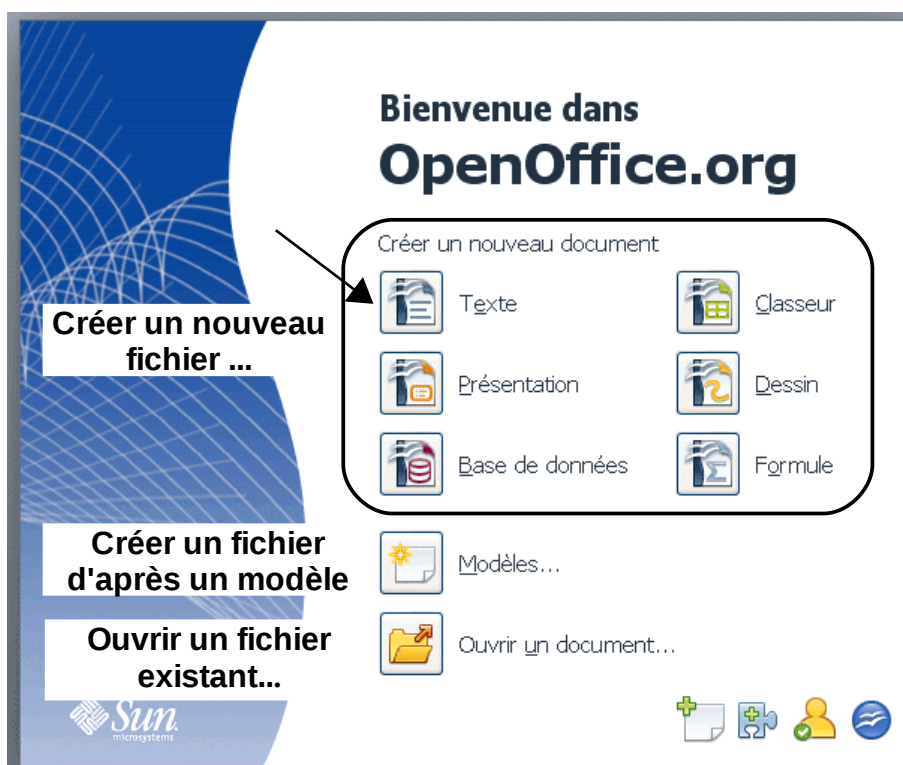 Bienvenue dans
OpenOffice.org
Créer un nouveau document
Texte
Classeur
Créer un nouveau
fichier ...
Présentation
Dessin
Base de données
Formule
Créer un fichier
d'après un modèle
Modèles...
Ouvrir un fichier
existant...
Ouvrir un document...
Sun
microsystems